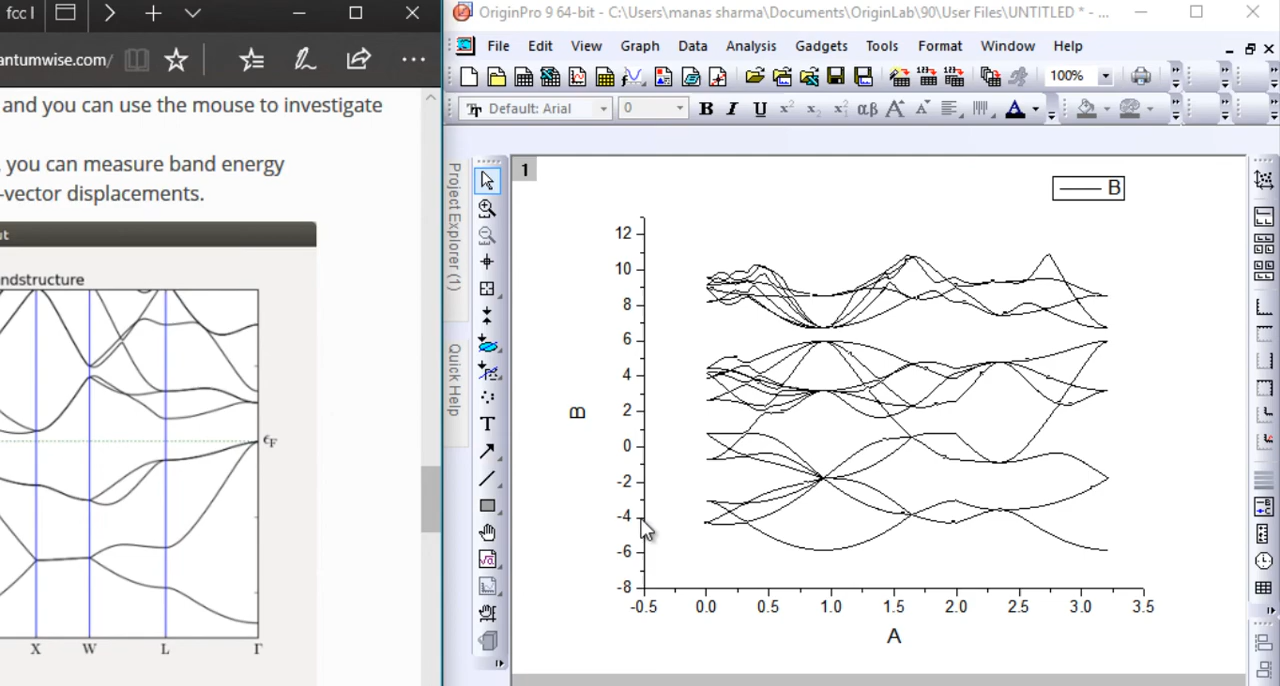 fcc l
antumwise.com/
and you can use the mouse to investigate
, you can measure band energy
-vector displacements.
ut
ndstructure
εF
X W L Γ
OriginPro 9 64-bit - C:\Users\manas sharma\Documents\OriginLab\90\User Files\UNTITLED * - ...
File Edit View Graph Data Analysis Gadgets Tools Format Window Help
100%
Default: Arial 0 B I U αβ A A A
Project Explorer (1)
Quick Help
1
B
12
10
8
6
4
2
0
-2
-4
-6
-8
B
-0.5 0.0 0.5 1.0 1.5 2.0 2.5 3.0 3.5
A